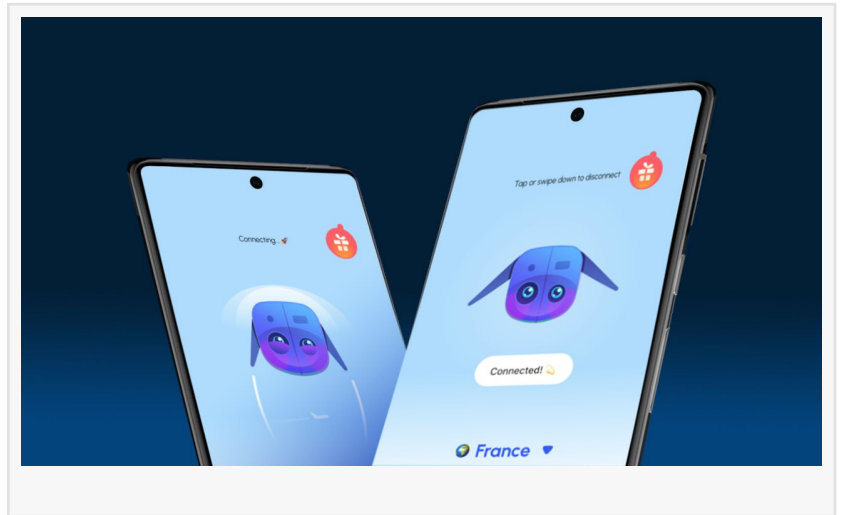 Connecting.. 🚀
Tap or swipe down to disconnect
Connected! 💫
🌍 France